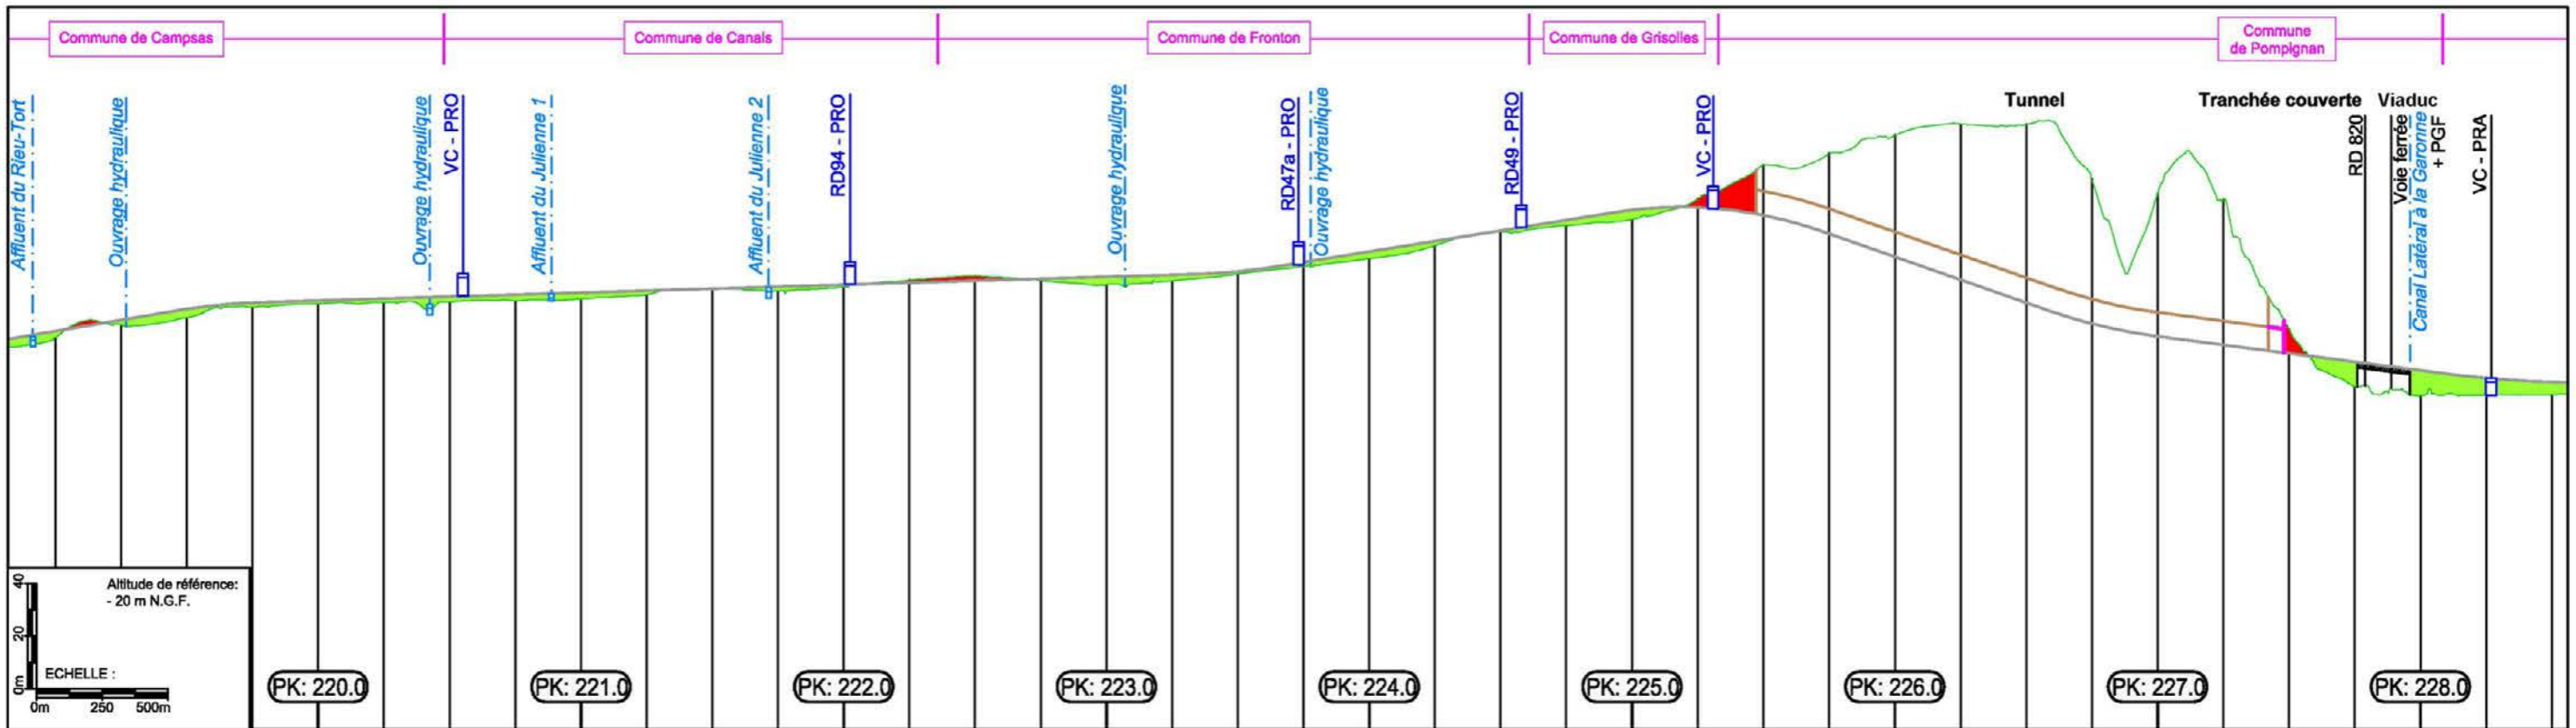 Commune de Campsas
Commune de Canals
Commune de Fronton
Commune de Grisolles
Commune
de Pompignan
Affluent du Rieu-Tort
Ouvrage hydraulique
Ouvrage hydraulique
VC - PRO
Affluent du Julienne 1
Affluent du Julienne 2
RD94 - PRO
Ouvrage hydraulique
RD47a - PRO
Ouvrage hydraulique
RD49 - PRO
VC - PRO
Tunnel
Tranchée couverte
Viaduc
RD 820
Voie ferrée
Canal Latéral à la Garonne
+ PGF
VC - PRA
Altitude de référence:
- 20 m N.G.F.
40
20
0m
ECHELLE :
0m 250 500m
PK: 220.0
PK: 221.0
PK: 222.0
PK: 223.0
PK: 224.0
PK: 225.0
PK: 226.0
PK: 227.0
PK: 228.0